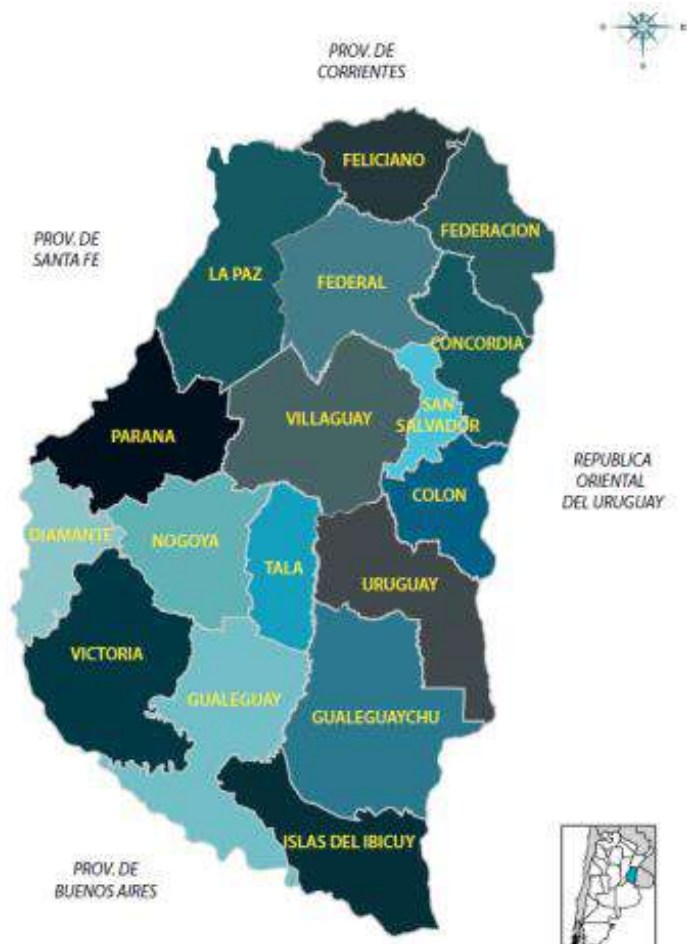 PROV. DE
CORRIENTES
FELICIANO
FEDERACION
PROV. DE
SANTA FE
LA PAZ
FEDERAL
CONCORDIA
SAN
SALVADOR
PARANA
VILLAGUAY
REPUBLICA
ORIENTAL
DEL URUGUAY
COLON
DIAMANTE
NOGOYA
TALA
URUGUAY
VICTORIA
GUALEGUAY
GUALEGUAYCHU
ISLAS DEL IBICUY
PROV. DE
BUENOS AIRES